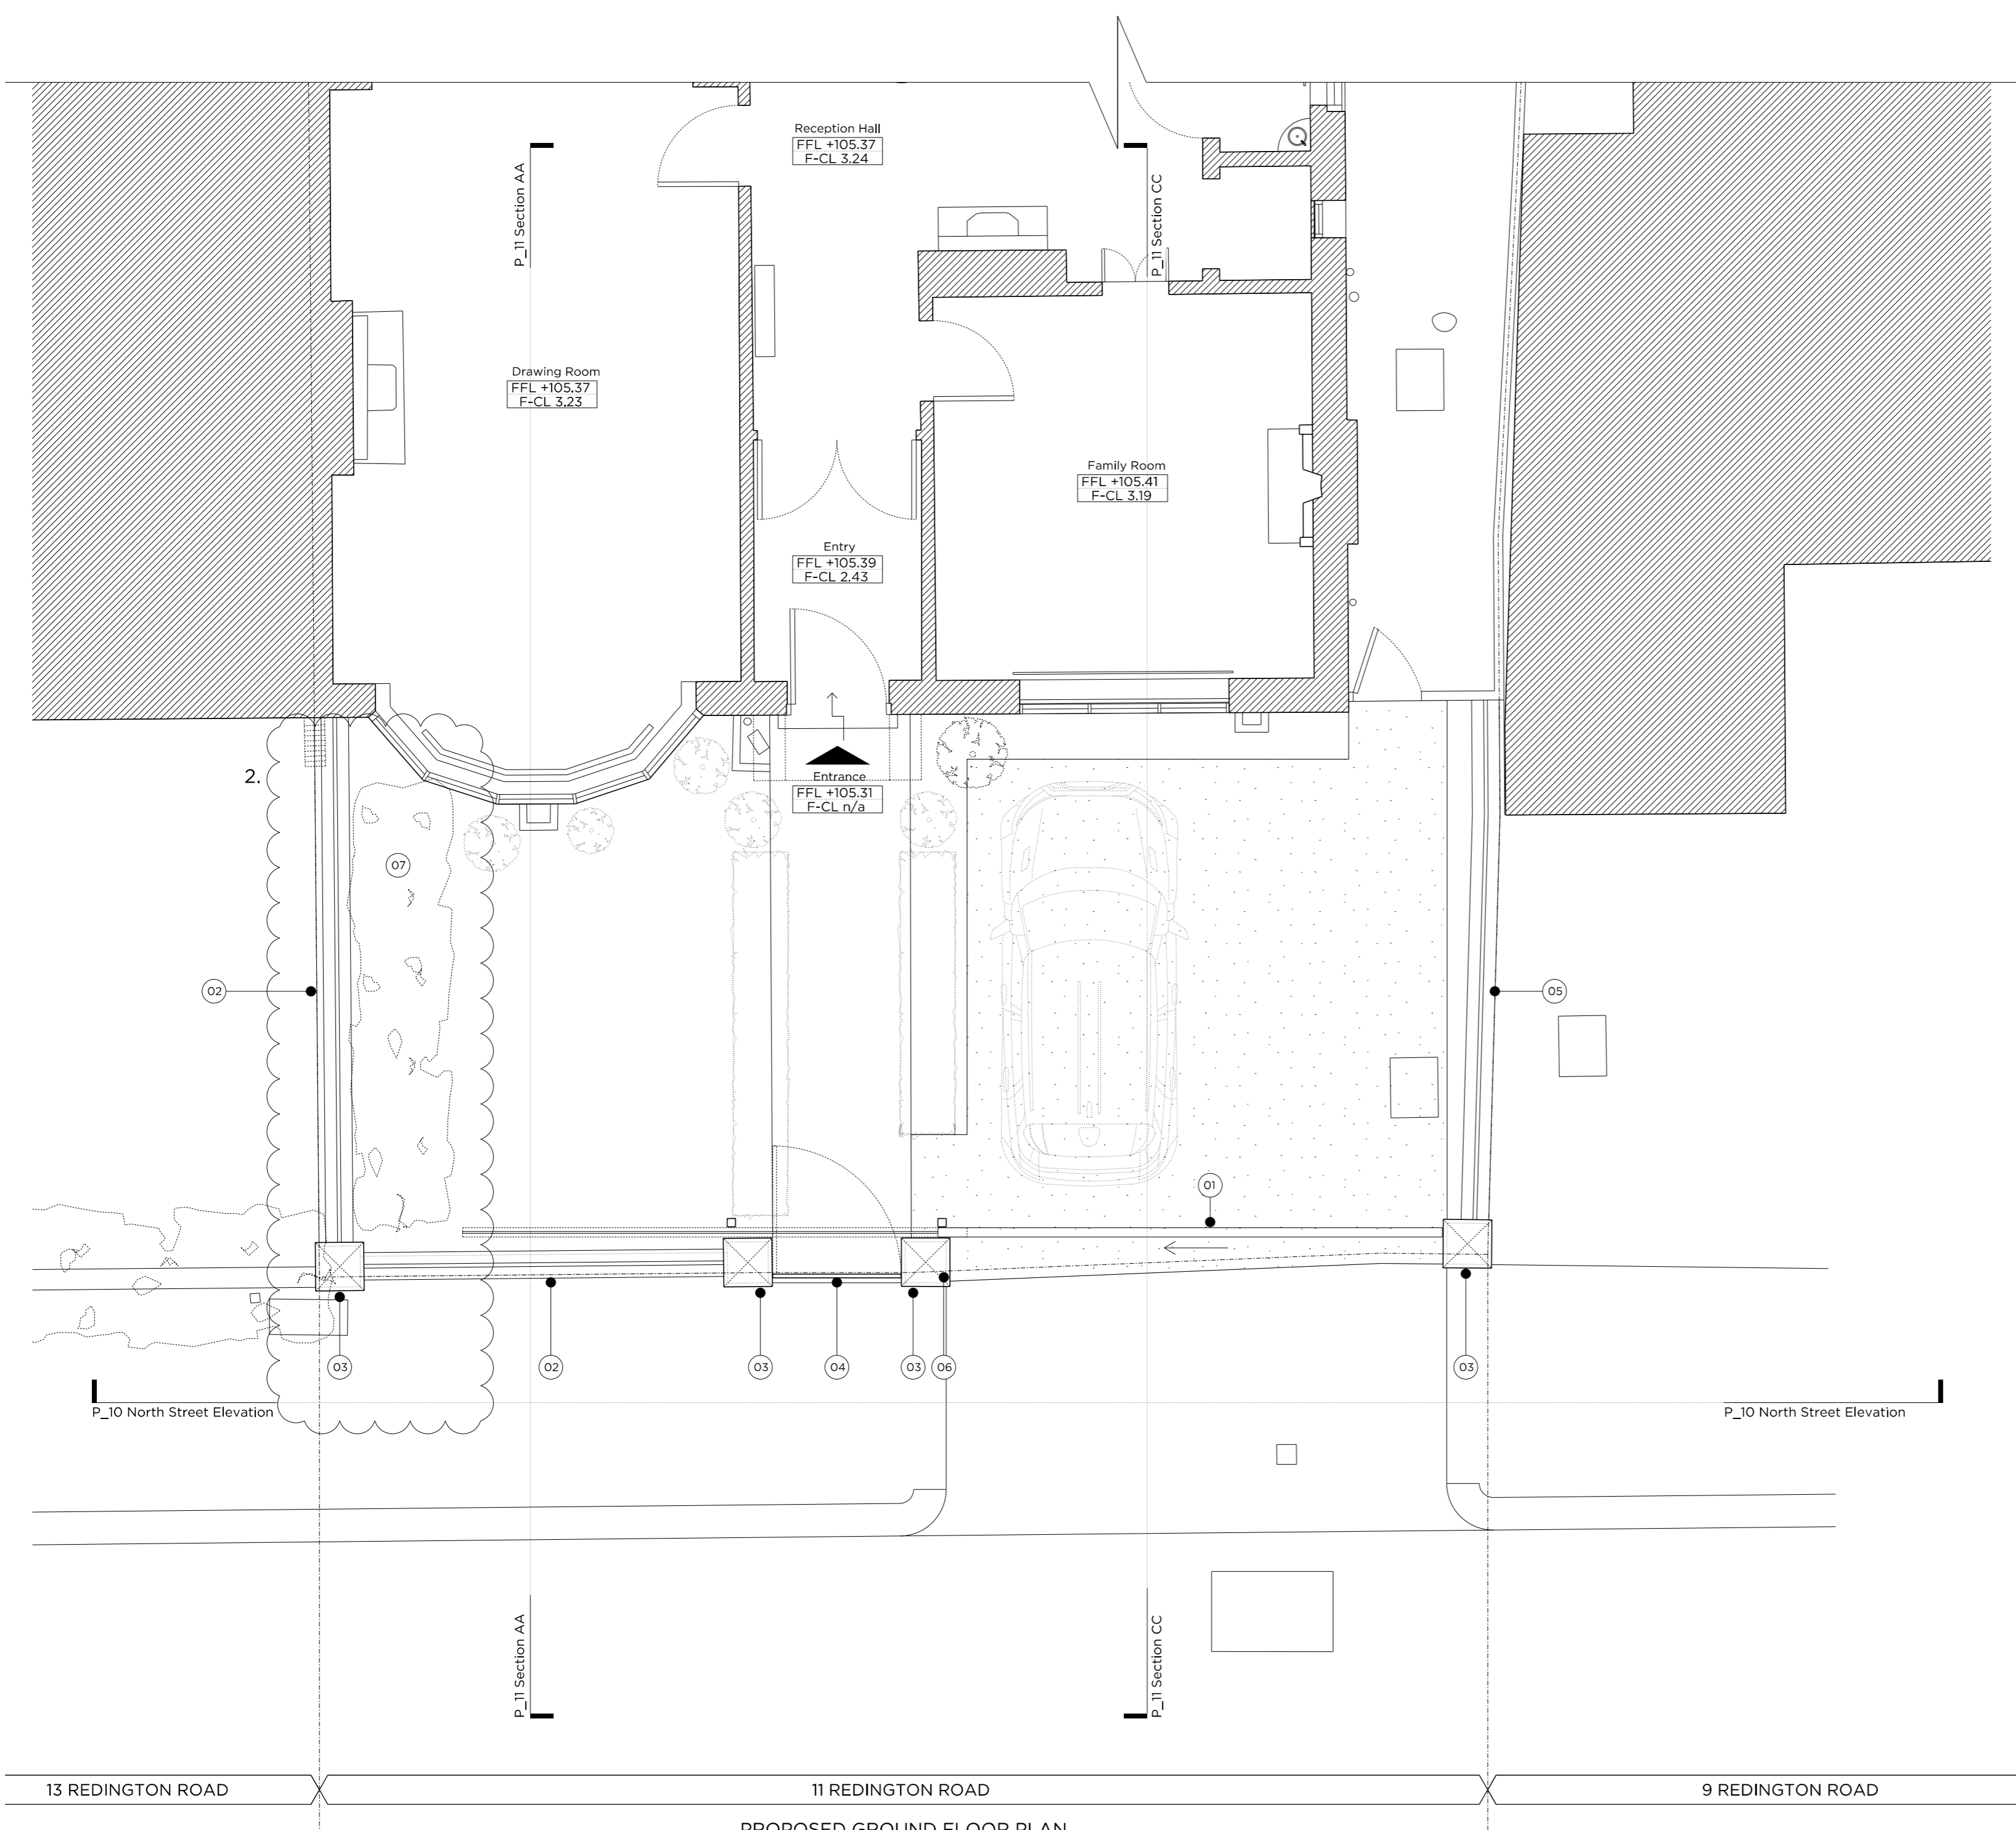 Reception Hall
FFL +105.37
F-CL 3.24
P_11 Section AA
P_11 Section CC
Drawing Room
FFL +105.37
F-CL 3.23
Family Room
FFL +105.41
F-CL 3.19
Entry
FFL +105.39
F-CL 2.43
2.
Entrance
FFL +105.31
F-CL n/a
07
02
05
01
03
02
03
04
03
06
03
P_10 North Street Elevation
P_10 North Street Elevation
P_11 Section AA
P_11 Section CC
13 REDINGTON ROAD
11 REDINGTON ROAD
9 REDINGTON ROAD
PROPOSED GROUND FLOOR PLAN